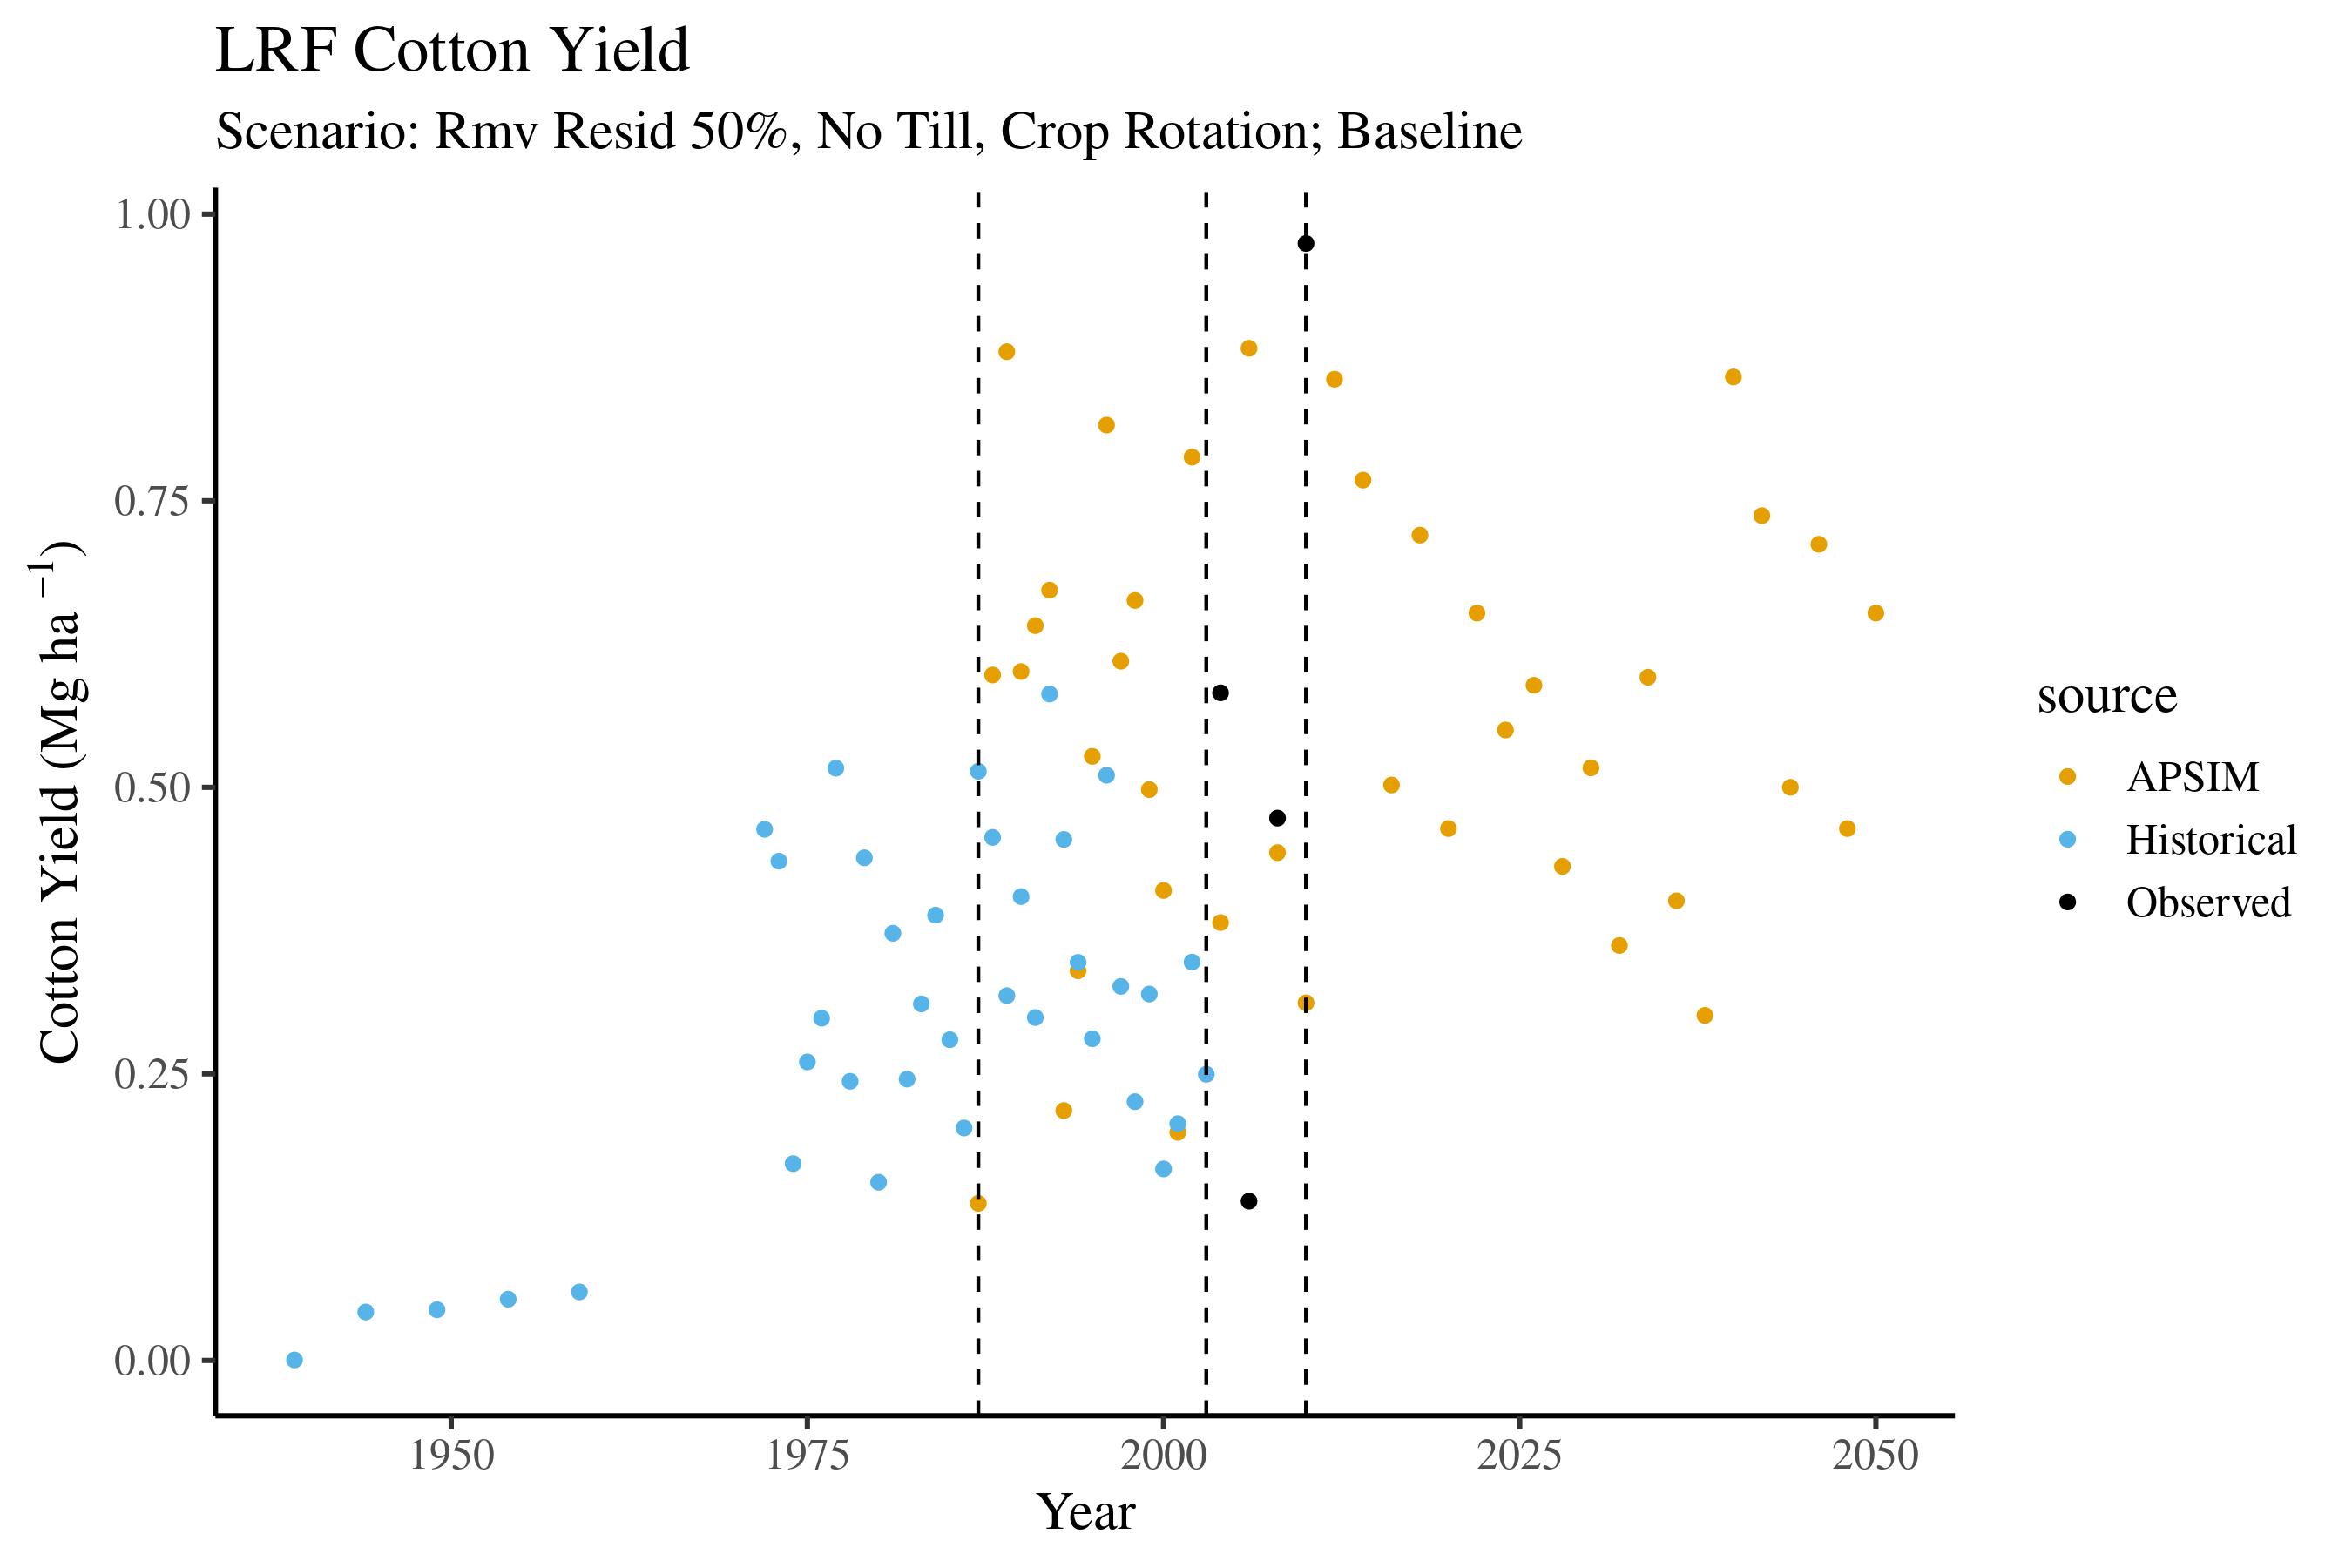 LRF Cotton Yield
Scenario: Rmv Resid 50%, No Till, Crop Rotation; Baseline
Cotton Yield (Mg ha −1)
1.00
0.75
0.50
0.25
0.00
1950 1975 2000 2025 2050
Year
source
APSIM
Historical
Observed